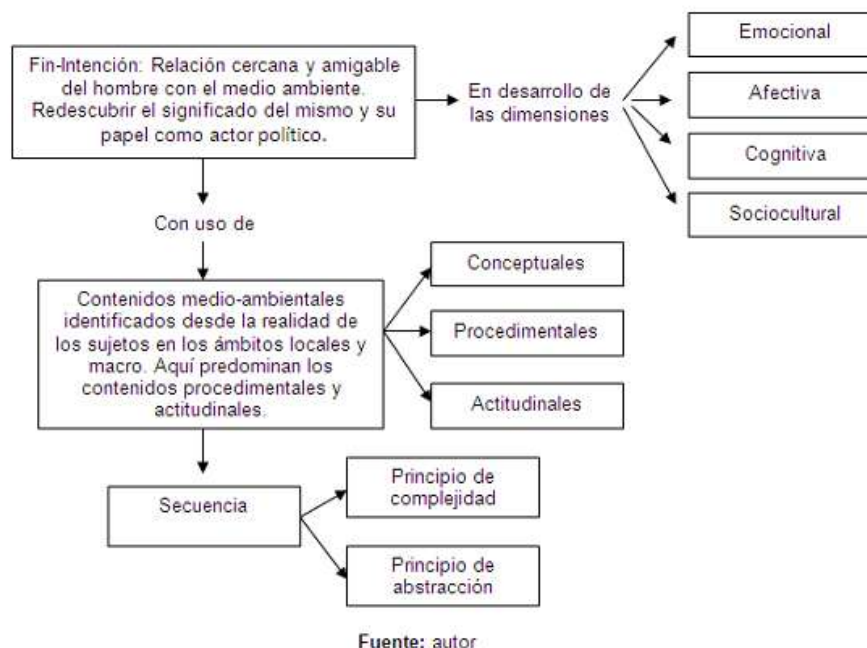 Fin-Intención: Relación cercana y amigable
del hombre con el medio ambiente.
Redescubrir el significado del mismo y su
papel como actor político.
En desarrollo de
las dimensiones
Emocional
Afectiva
Cognitiva
Sociocultural
Con uso de
Contenidos medio-ambientales
identificados desde la realidad de
los sujetos en los ámbitos locales y
macro. Aquí predominan los
contenidos procedimentales y
actitudinales.
Conceptuales
Procedimentales
Actitudinales
Secuencia
Principio de
complejidad
Principio de
abstracción
Fuente: autor